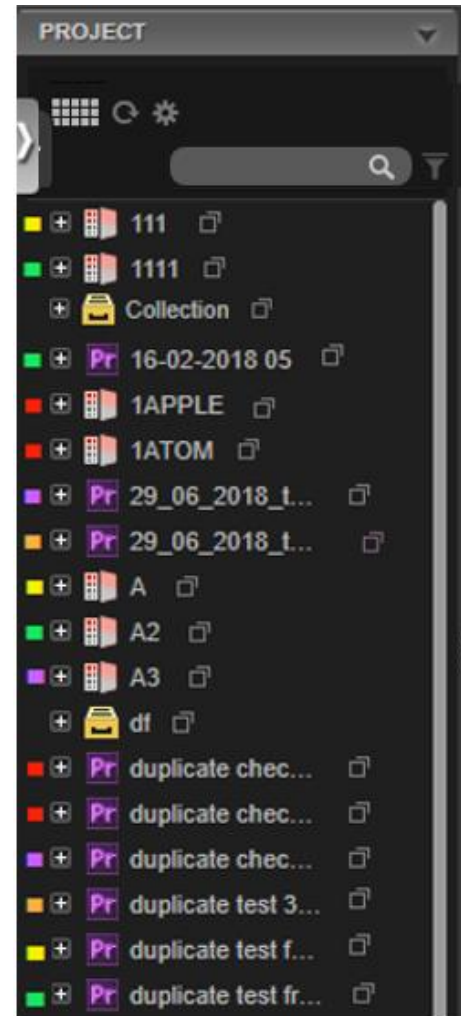 PROJECT
111
1111
Collection
Pr 16-02-2018 05
1APPLE
1ATOM
Pr 29_06_2018_t...
Pr 29_06_2018_t...
A
A2
A3
df
Pr duplicate chec...
Pr duplicate chec...
Pr duplicate chec...
Pr duplicate test 3...
Pr duplicate test f...
Pr duplicate test fr...